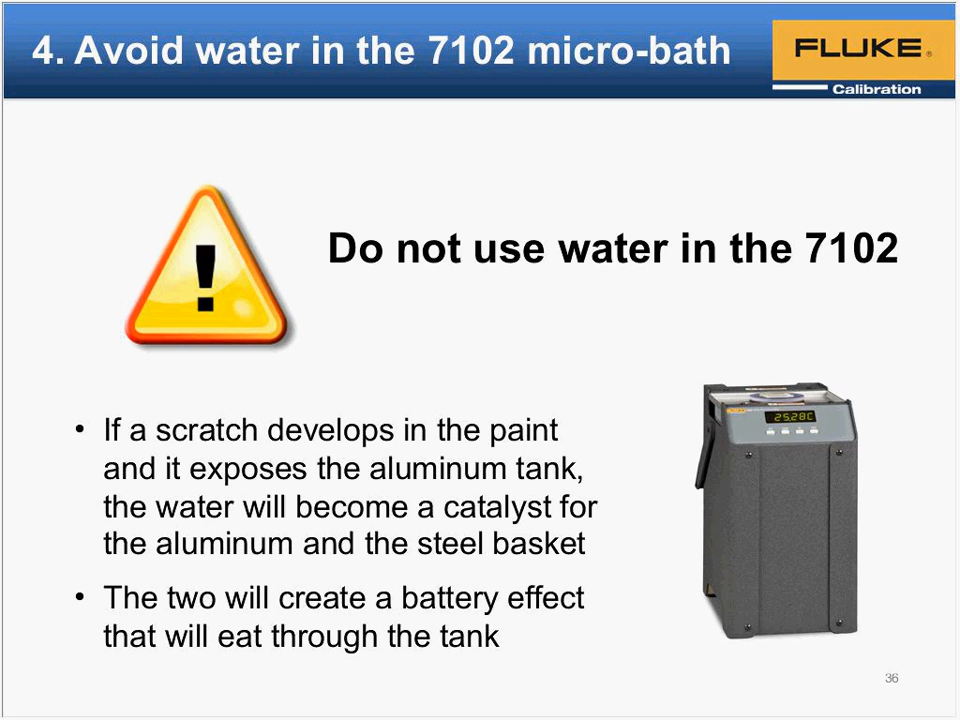 4. Avoid water in the 7102 micro-bath
FLUKE®
Calibration
!
Do not use water in the 7102
• If a scratch develops in the paint
and it exposes the aluminum tank,
the water will become a catalyst for
the aluminum and the steel basket
• The two will create a battery effect
that will eat through the tank
FLUKE
25.28C
36